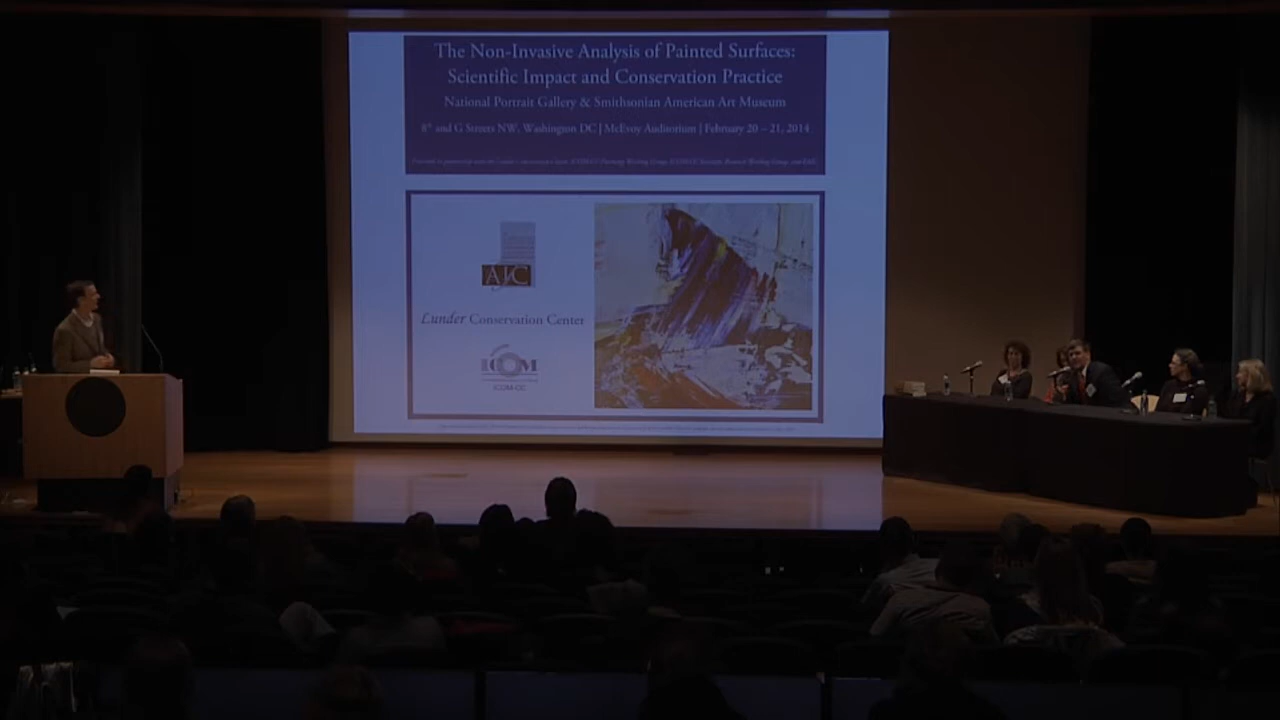 The Non-Invasive Analysis of Painted Surfaces:
Scientific Impact and Conservation Practice
National Portrait Gallery & Smithsonian American Art Museum
8th and G Streets NW, Washington DC | McEvoy Auditorium | February 20 – 21, 2014
AJC
Lunder Conservation Center
ICOM
ICOM-CC